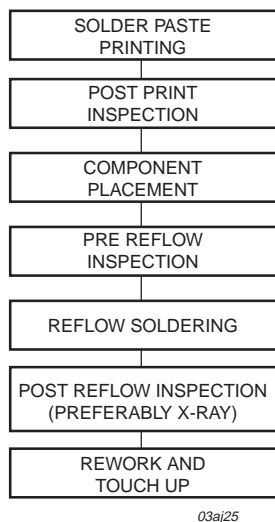 SOLDER PASTE
PRINTING
POST PRINT
INSPECTION
COMPONENT
PLACEMENT
PRE REFLOW
INSPECTION
REFLOW SOLDERING
POST REFLOW INSPECTION
(PREFERABLY X-RAY)
REWORK AND
TOUCH UP
03aj25